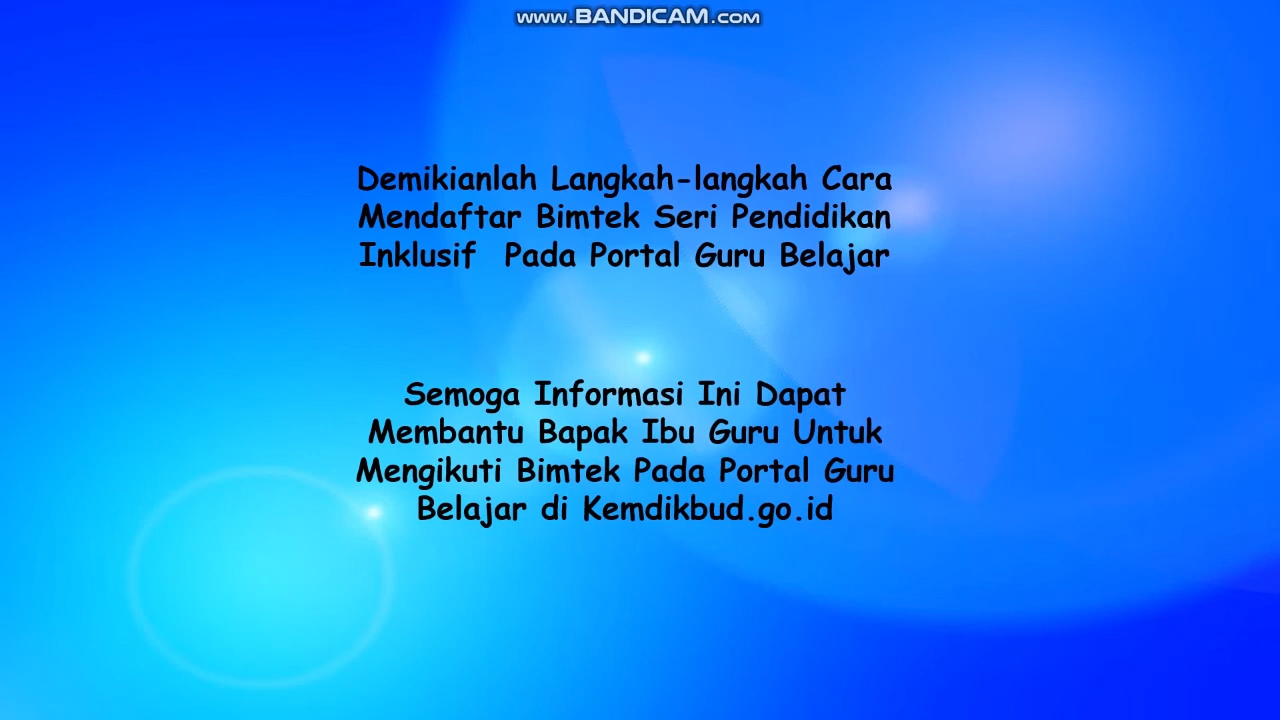 www.BANDICAM.com
Demikianlah Langkah-langkah Cara
Mendaftar Bimtek Seri Pendidikan
Inklusif  Pada Portal Guru Belajar
Semoga Informasi Ini Dapat
Membantu Bapak Ibu Guru Untuk
Mengikuti Bimtek Pada Portal Guru
Belajar di Kemdikbud.go.id